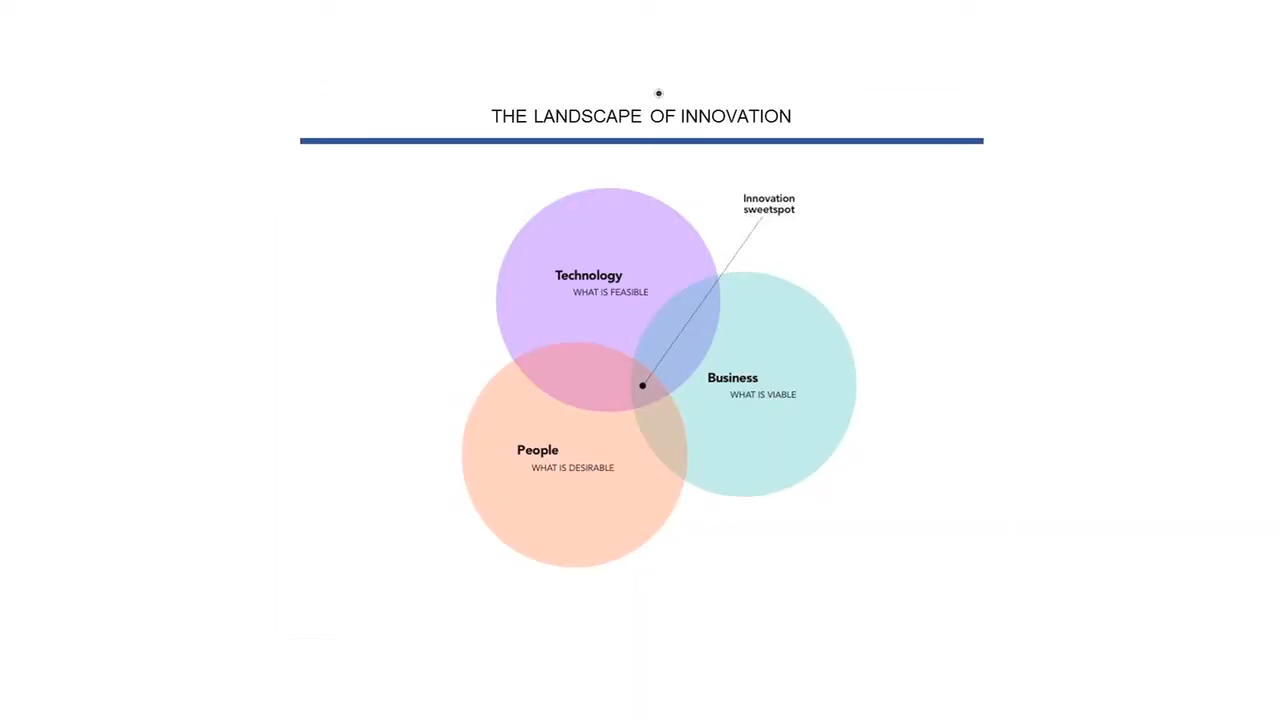 THE LANDSCAPE OF INNOVATION
Innovation
sweetspot
Technology
WHAT IS FEASIBLE
Business
WHAT IS VIABLE
People
WHAT IS DESIRABLE